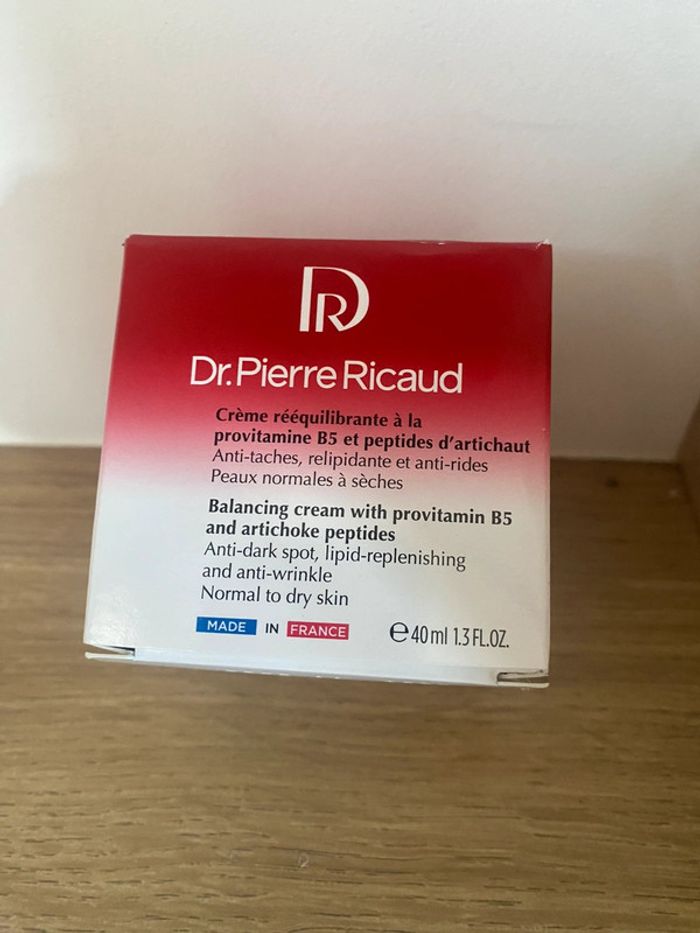 DR
Dr.Pierre Ricaud
Crème rééquilibrante à la
provitamine B5 et peptides d'artichaut
Anti-taches, relipidante et anti-rides
Peaux normales à sèches
Balancing cream with provitamin B5
and artichoke peptides
Anti-dark spot, lipid-replenishing
and anti-wrinkle
Normal to dry skin
MADE IN FRANCE ℮ 40 ml 1.3 FL.OZ.